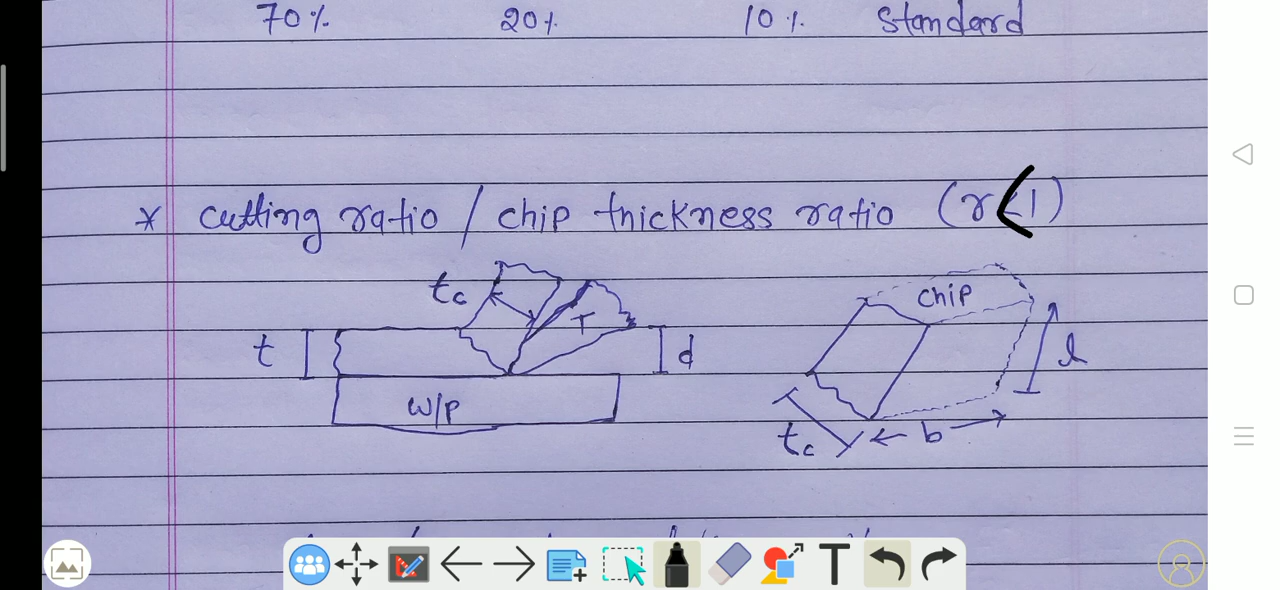 70% 20% 10% Standard
* cutting ratio / chip thickness ratio (r<1)
tc chip
T
t d l
W/P
tc b
T